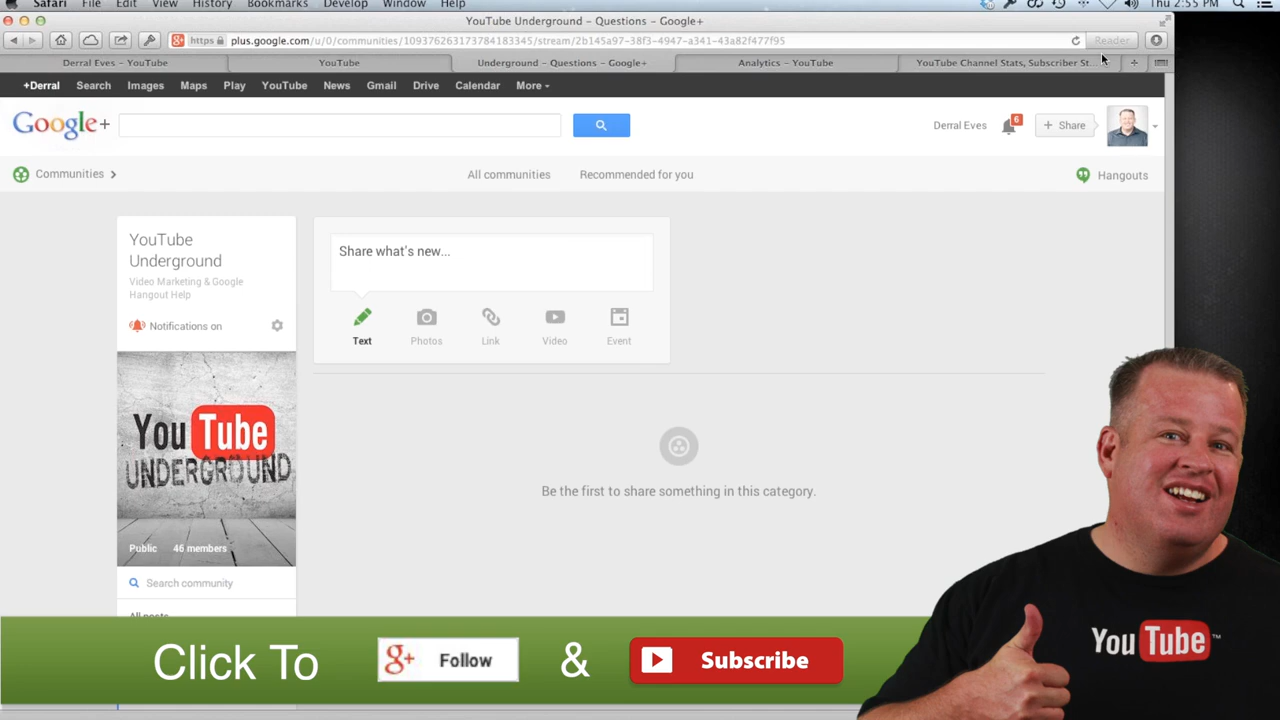 Safari File Edit View History Bookmarks Develop Window Help Thu 2:55 PM
YouTube Underground – Questions – Google+
https plus.google.com/u/0/communities/109376263173784183345/stream/2b145a97-38f3-4947-a341-43a82f477f95 Reader
Derral Eves – YouTube YouTube Underground – Questions – Google+ Analytics – YouTube YouTube Channel Stats, Subscriber St...
+Derral Search Images Maps Play YouTube News Gmail Drive Calendar More
Google+ Derral Eves 6 + Share
Communities All communities Recommended for you Hangouts
YouTube
Underground
Video Marketing & Google
Hangout Help
Notifications on
Share what's new...
Text Photos Link Video Event
YouTube
UNDERGROUND
Public 46 members
Be the first to share something in this category.
Search community
All posts
Click To g+ Follow & Subscribe
YouTube™